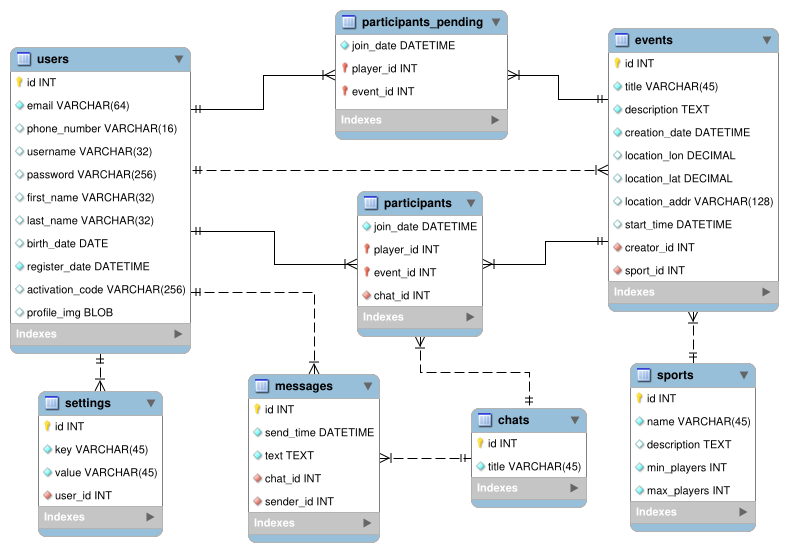 participants_pending
join_date DATETIME
player_id INT
event_id INT
Indexes
users
id INT
email VARCHAR(64)
phone_number VARCHAR(16)
username VARCHAR(32)
password VARCHAR(256)
first_name VARCHAR(32)
last_name VARCHAR(32)
birth_date DATE
register_date DATETIME
activation_code VARCHAR(256)
profile_img BLOB
Indexes
events
id INT
title VARCHAR(45)
description TEXT
creation_date DATETIME
location_lon DECIMAL
location_lat DECIMAL
location_addr VARCHAR(128)
start_time DATETIME
creator_id INT
sport_id INT
Indexes
participants
join_date DATETIME
player_id INT
event_id INT
chat_id INT
Indexes
settings
id INT
key VARCHAR(45)
value VARCHAR(45)
user_id INT
Indexes
messages
id INT
send_time DATETIME
text TEXT
chat_id INT
sender_id INT
Indexes
chats
id INT
title VARCHAR(45)
Indexes
sports
id INT
name VARCHAR(45)
description TEXT
min_players INT
max_players INT
Indexes